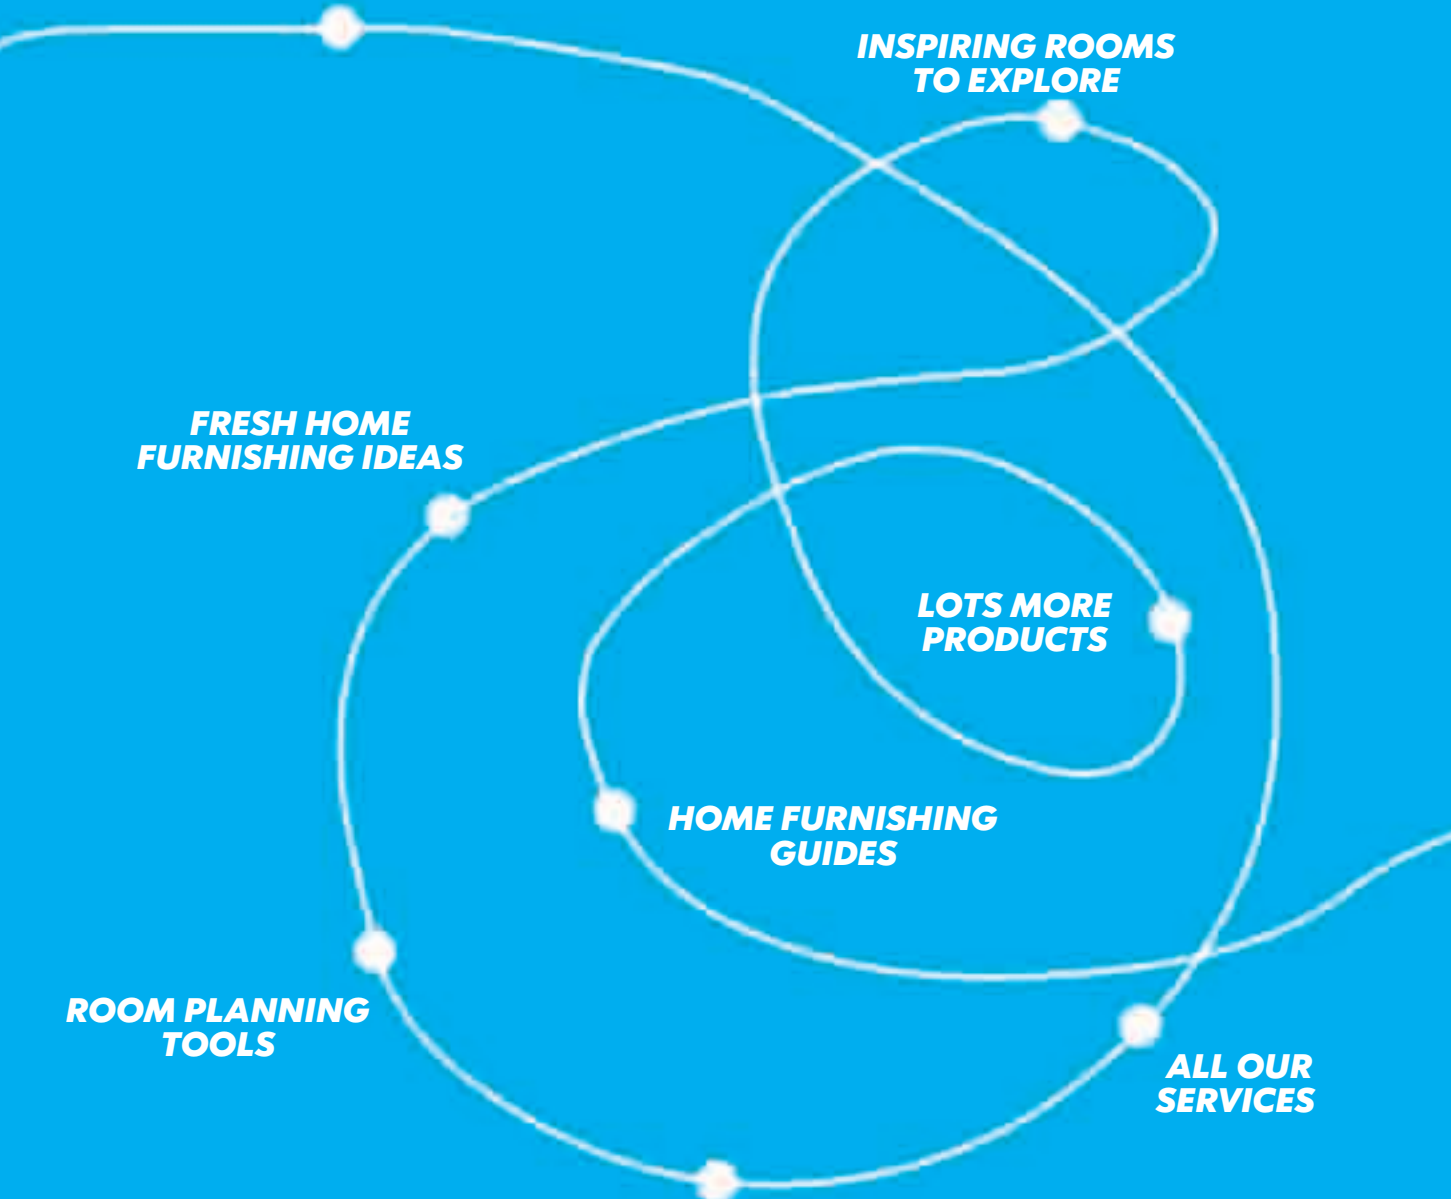 INSPIRING ROOMS
TO EXPLORE
FRESH HOME
FURNISHING IDEAS
LOTS MORE
PRODUCTS
HOME FURNISHING
GUIDES
ROOM PLANNING
TOOLS
ALL OUR
SERVICES